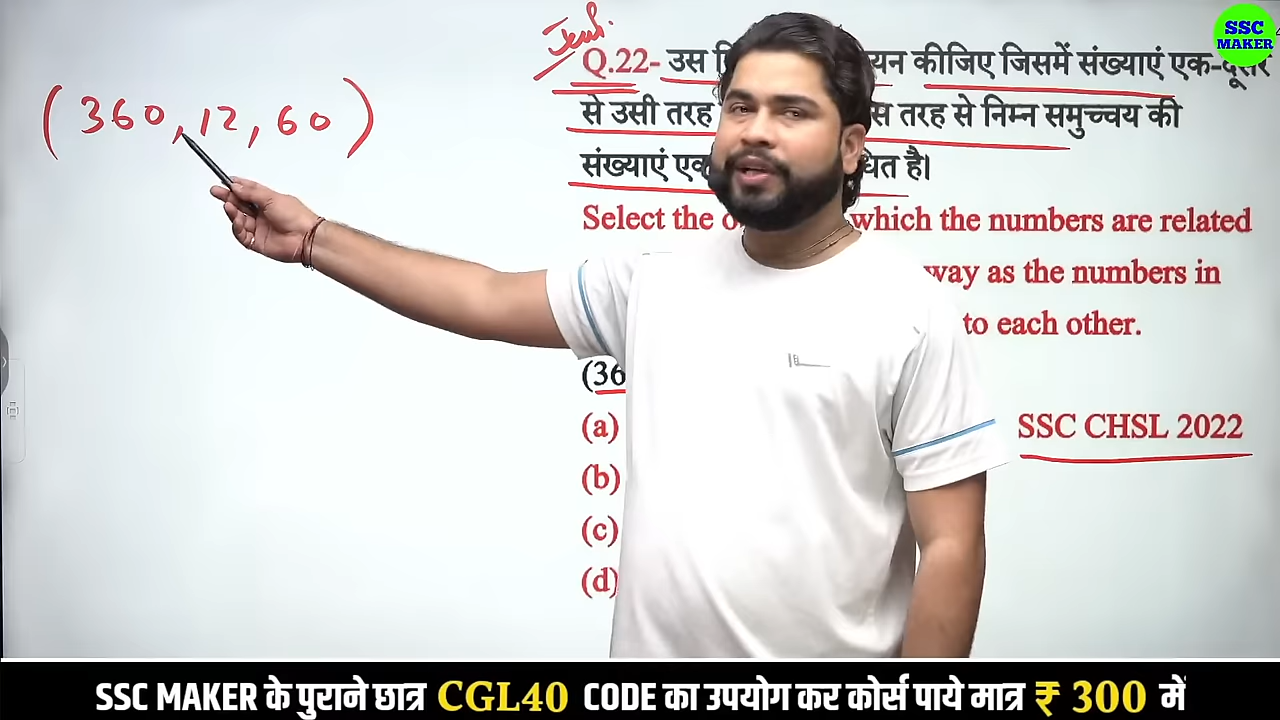 SSC
MAKER
Q.22- उस कीजिए जिसमें संख्याएं एक-दूसरे
से उसी तरह तरह से निम्न समुच्चय की
संख्याएं है।
Select the which the numbers are related
way as the numbers in
to each other.
(36
(a)
SSC CHSL 2022
(b)
(c)
(d)
(360, 12, 60)
SSC MAKER के पुराने छात्र CGL40 CODE का उपयोग कर कोर्स पाये मात्र ₹ 300 में